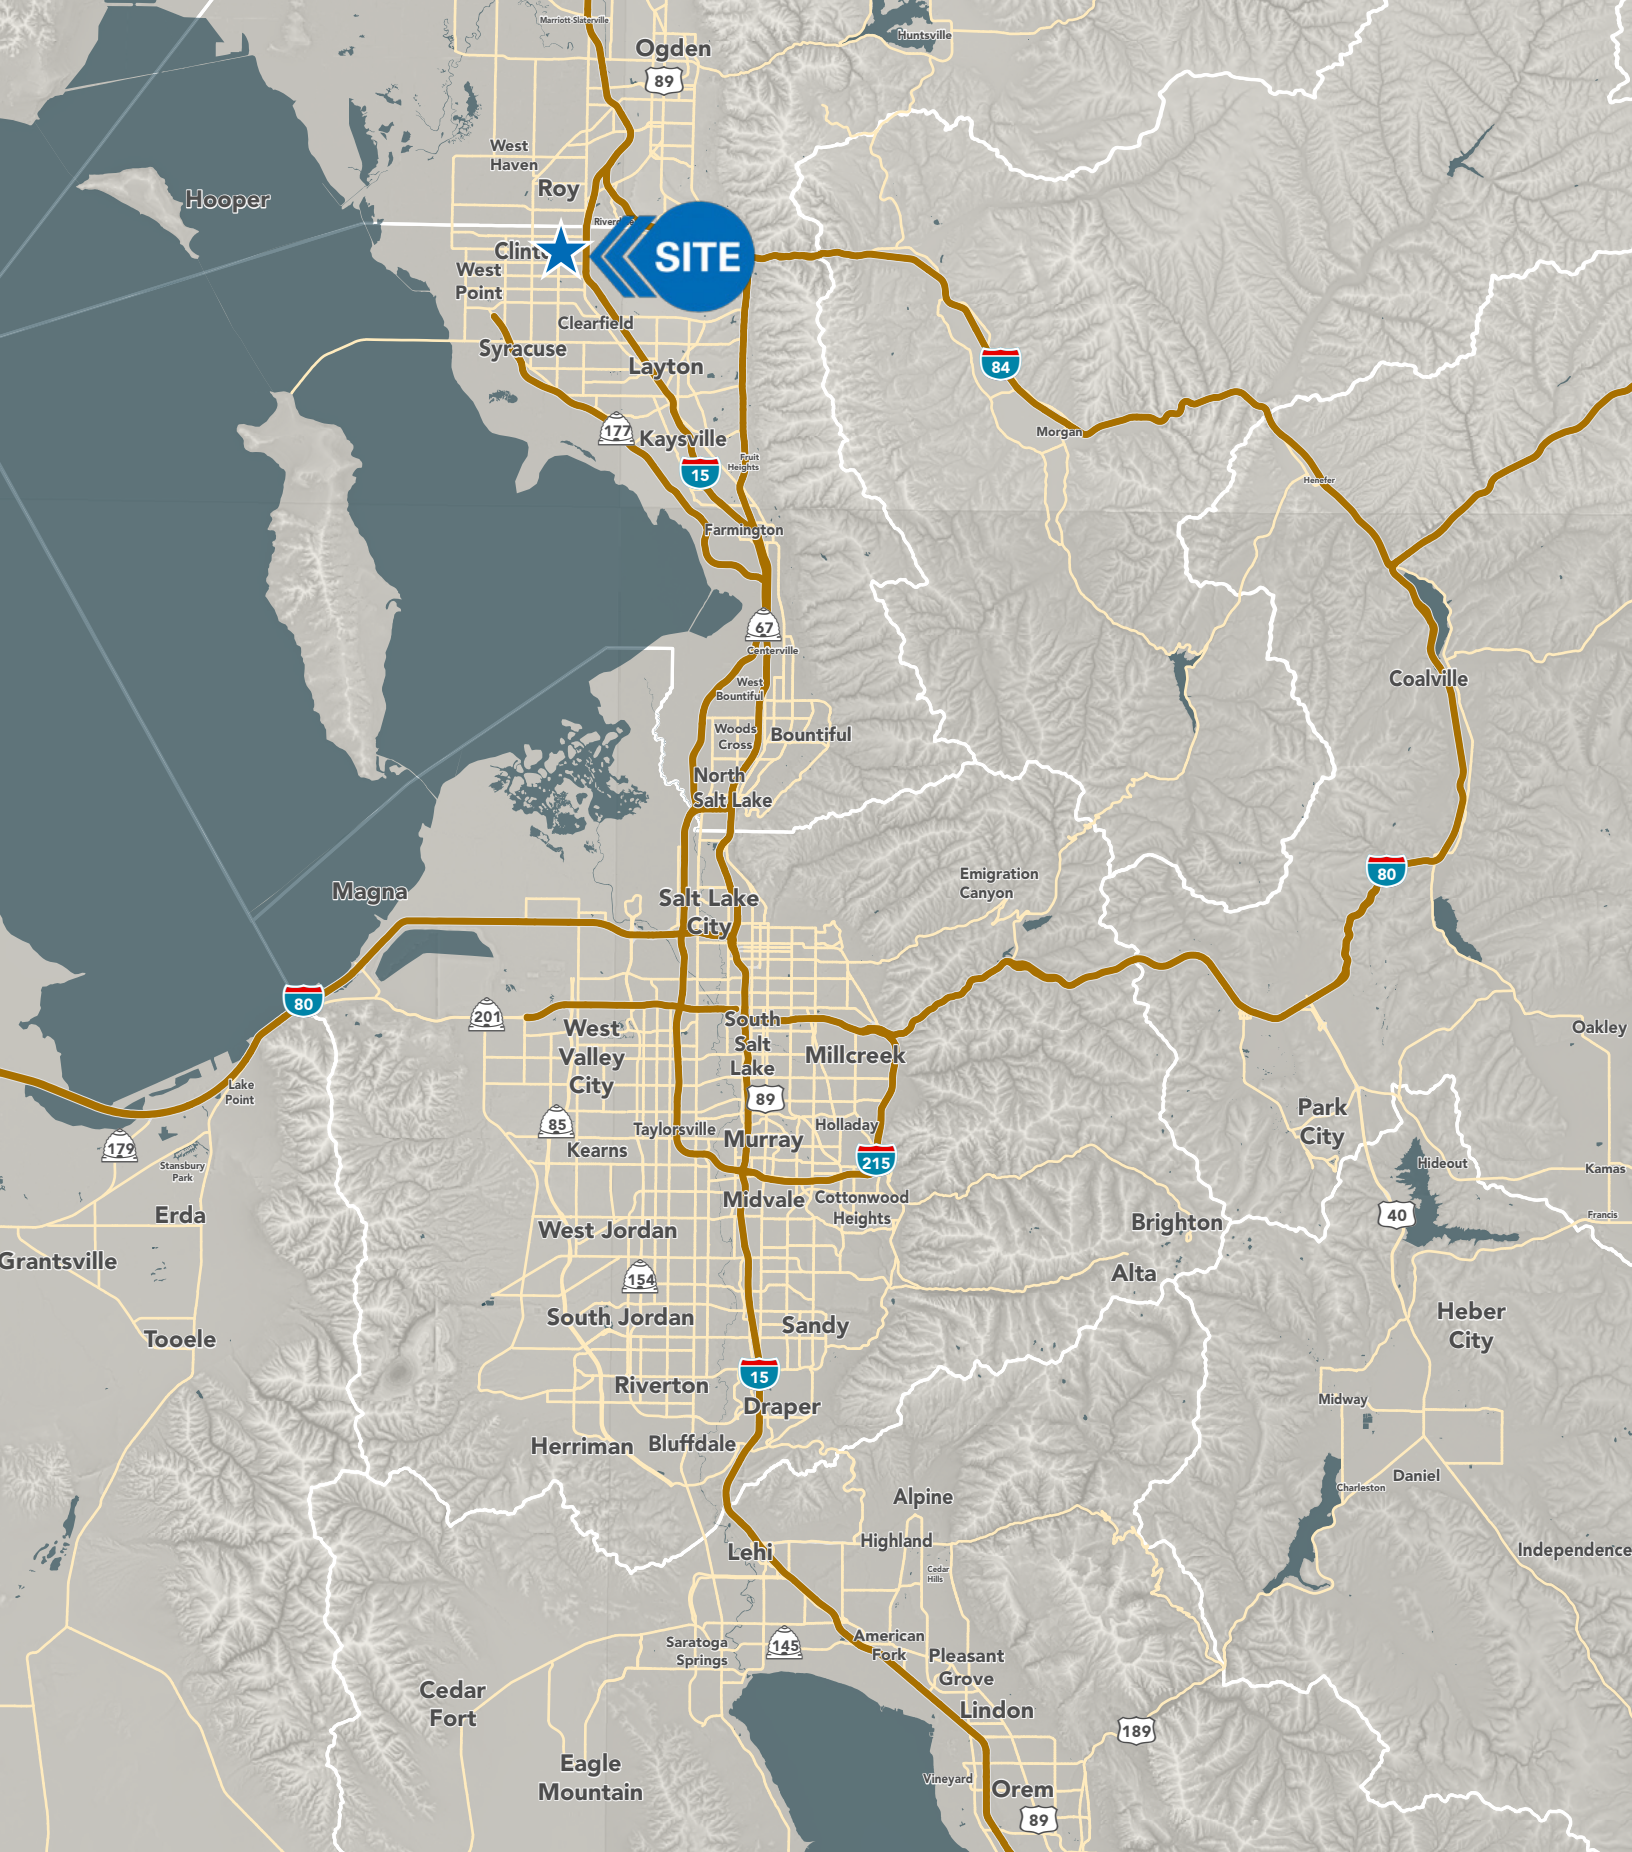 Marriott-Slaterville
Huntsville
Ogden
89
West
Haven
Roy
Hooper
SITE
West
Point
Clearfield
Syracuse
Layton
84
177
Kaysville
Morgan
Fruit
Heights
15
Henefer
Farmington
67
Centerville
Coalville
West
Bountiful
Woods
Cross
Bountiful
North
Salt Lake
80
Emigration
Canyon
Magna
Salt Lake
City
80
201
West
Valley
City
South
Salt
Lake
Millcreek
Oakley
Lake
Point
89
Park
City
85
Taylorsville
Holladay
Murray
179
Kearns
215
Hideout
Stansbury
Park
Kamas
Midvale
Cottonwood
Heights
Erda
Brighton
40
Francis
West Jordan
Grantsville
Alta
154
South Jordan
Sandy
Heber
City
Tooele
15
Riverton
Draper
Midway
Herriman
Bluffdale
Daniel
Charleston
Alpine
Highland
Lehi
Independence
Cedar
Hills
Saratoga
Springs
145
American
Fork
Pleasant
Grove
Cedar
Fort
Lindon
189
Eagle
Mountain
Vineyard
Orem
89